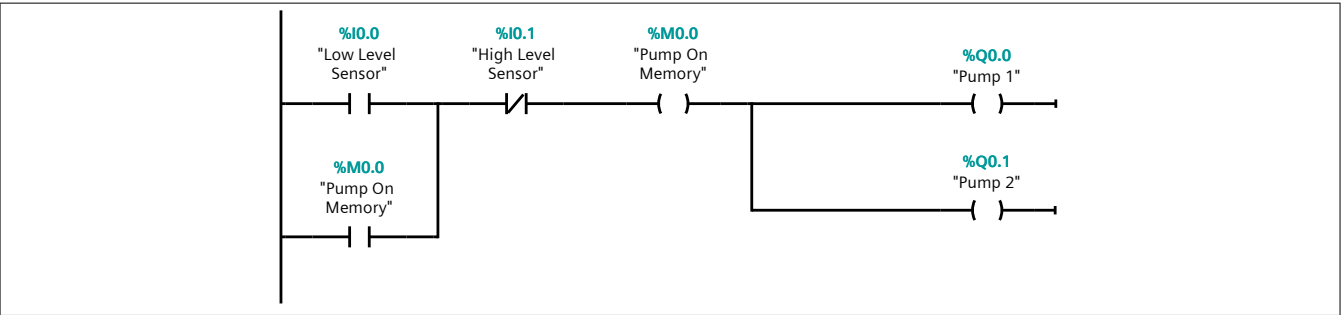 %I0.0
"Low Level
Sensor"
%I0.1
"High Level
Sensor"
%M0.0
"Pump On
Memory"
%Q0.0
"Pump 1"
%M0.0
"Pump On
Memory"
%Q0.1
"Pump 2"